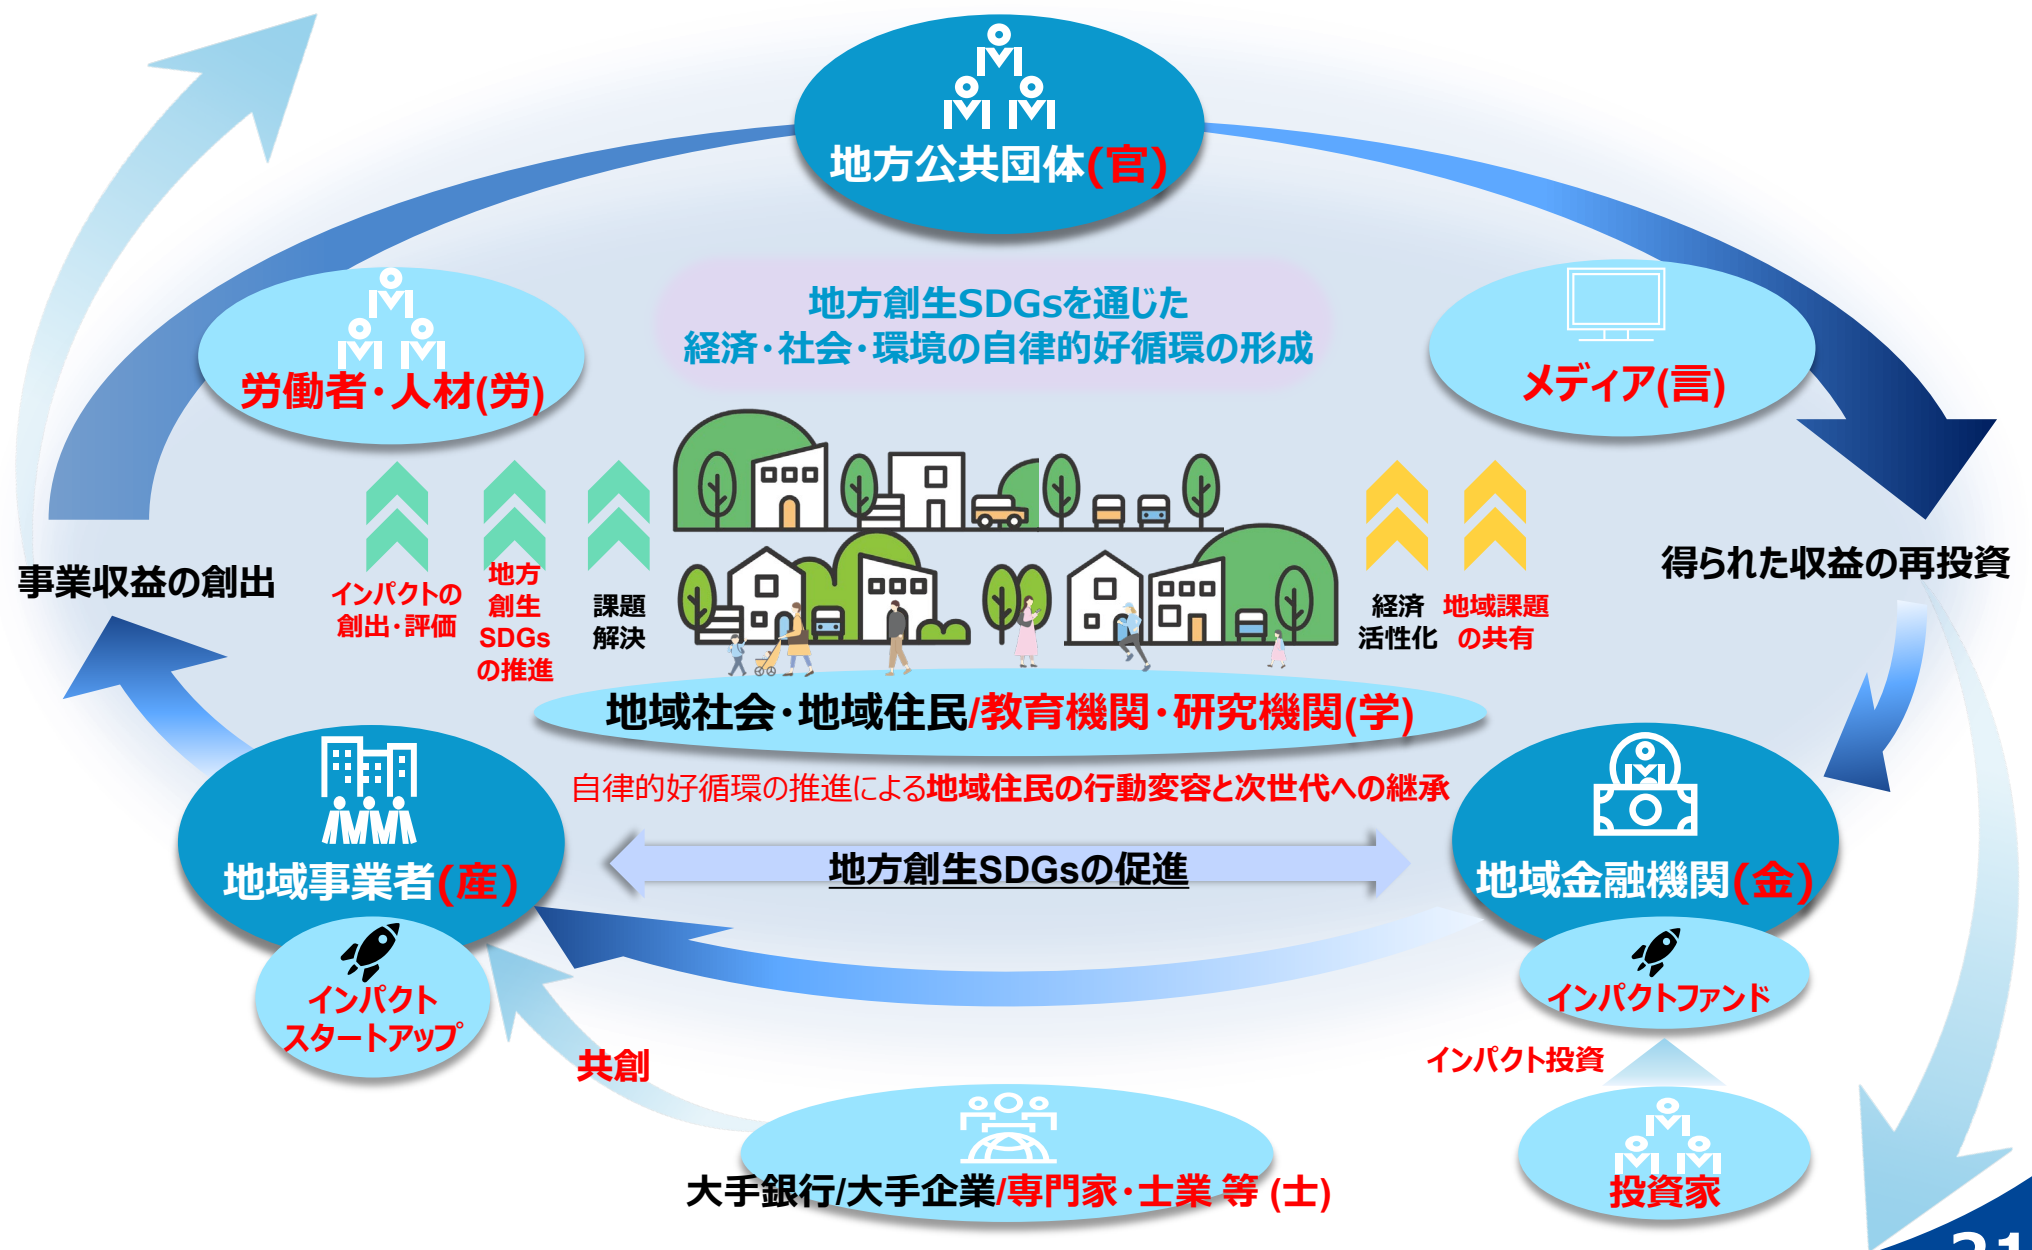 地方公共団体(官)
地方創生SDGsを通じた
経済・社会・環境の自律的好循環の形成
労働者・人材(労)
メディア(言)
事業収益の創出
得られた収益の再投資
インパクトの
創出・評価
地方
創生
SDGs
の推進
課題
解決
経済
活性化
地域課題
の共有
地域社会・地域住民/教育機関・研究機関(学)
自律的好循環の推進による地域住民の行動変容と次世代への継承
地方創生SDGsの促進
地域事業者(産)
地域金融機関(金)
インパクト
スタートアップ
インパクトファンド
共創
インパクト投資
大手銀行/大手企業/専門家・士業 等 (士)
投資家